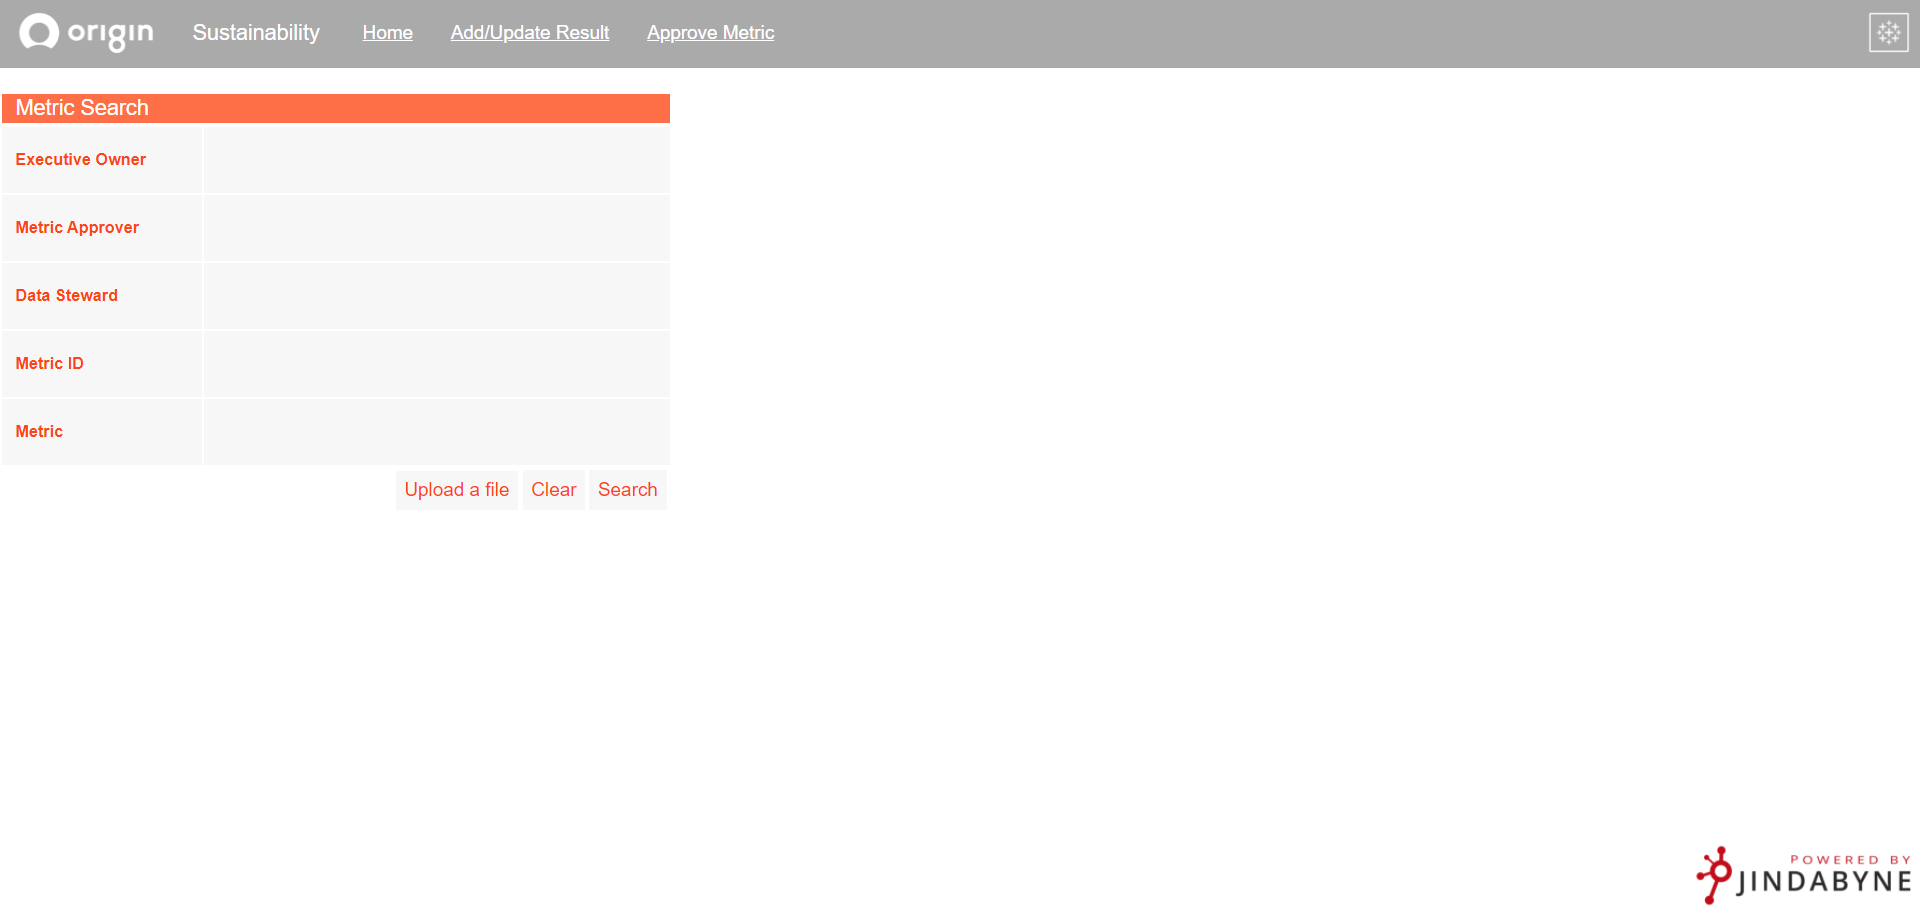 origin Sustainability Home Add/Update Result Approve Metric
Metric Search
Executive Owner
Metric Approver
Data Steward
Metric ID
Metric
Upload a file Clear Search
POWERED BY
JINDABYNE